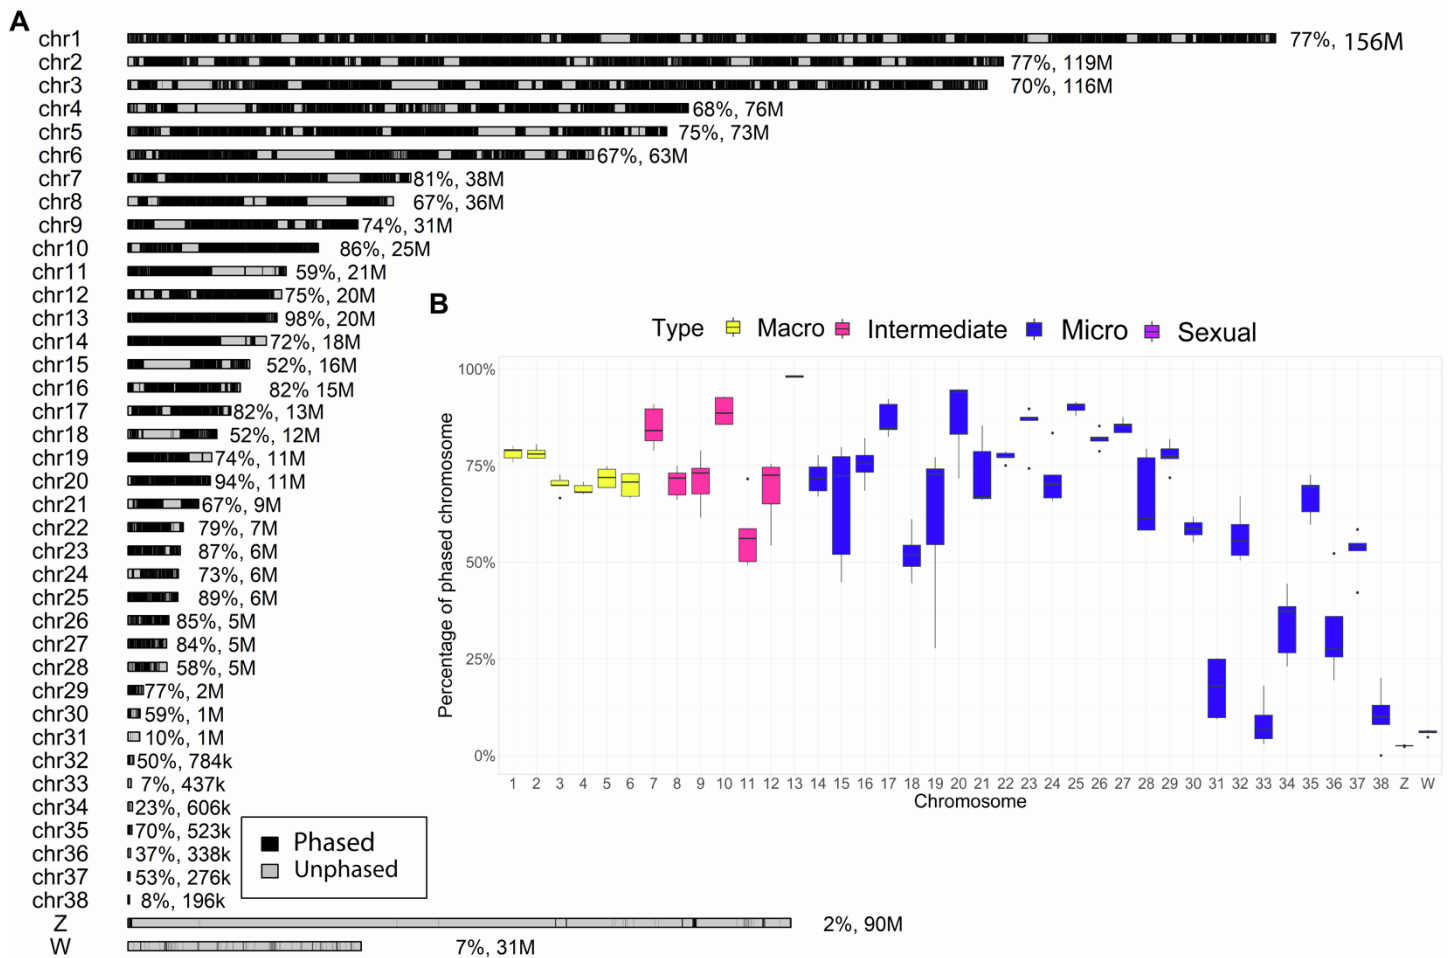 A
chr1 77%, 156M
chr2 77%, 119M
chr3 70%, 116M
chr4 68%, 76M
chr5 75%, 73M
chr6 67%, 63M
chr7 81%, 38M
chr8 67%, 36M
chr9 74%, 31M
chr10 86%, 25M
chr11 59%, 21M
chr12 75%, 20M
chr13 98%, 20M
chr14 72%, 18M
chr15 52%, 16M
chr16 82% 15M
chr17 82%, 13M
chr18 52%, 12M
chr19 74%, 11M
chr20 94%, 11M
chr21 67%, 9M
chr22 79%, 7M
chr23 87%, 6M
chr24 73%, 6M
chr25 89%, 6M
chr26 85%, 5M
chr27 84%, 5M
chr28 58%, 5M
chr29 77%, 2M
chr30 59%, 1M
chr31 10%, 1M
chr32 50%, 784k
chr33 7%, 437k
chr34 23%, 606k
chr35 70%, 523k
chr36 37%, 338k
chr37 53%, 276k
chr38 8%, 196k
Z 2%, 90M
W 7%, 31M
Phased
Unphased
B
Type Macro Intermediate Micro Sexual
Percentage of phased chromosome
100%
75%
50%
25%
0%
1 2 3 4 5 6 7 8 9 10 11 12 13 14 15 16 17 18 19 20 21 22 23 24 25 26 27 28 29 30 31 32 33 34 35 36 37 38 Z W
Chromosome